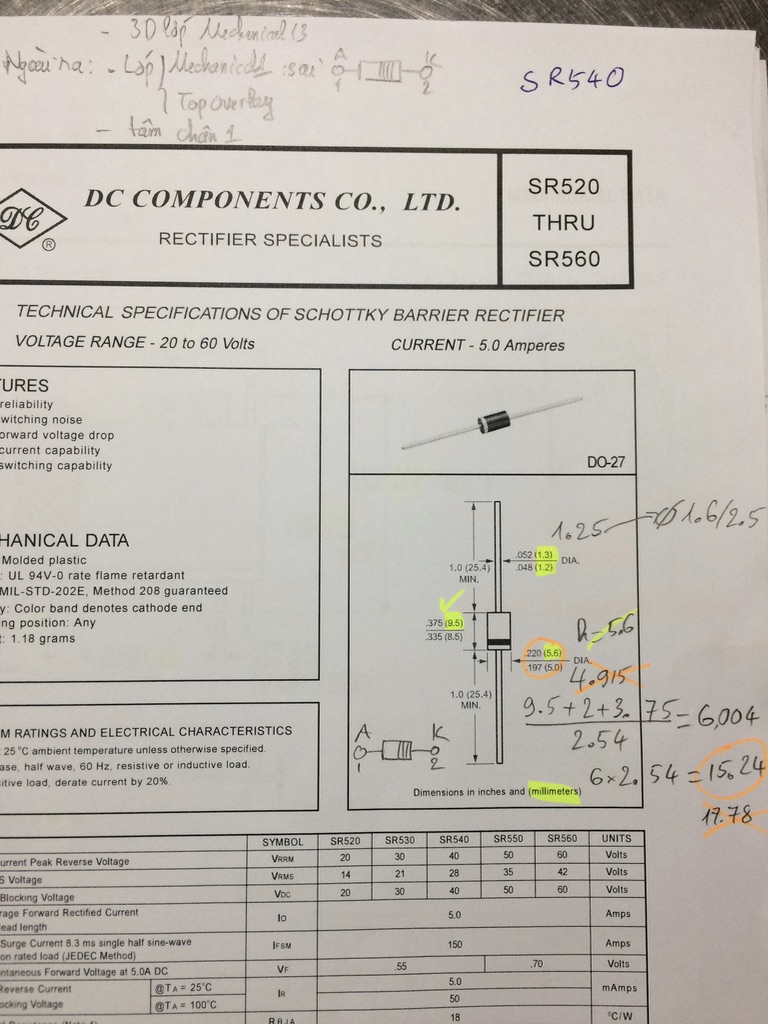 - 3D lớp Mechanical 13
Ngoài ra: - Lớp Mechanical1 : sai A K
1 2
Top Overlay
- tâm chân 1
SR540
DC
®
DC COMPONENTS CO., LTD.
RECTIFIER SPECIALISTS
SR520
THRU
SR560
TECHNICAL SPECIFICATIONS OF SCHOTTKY BARRIER RECTIFIER
VOLTAGE RANGE - 20 to 60 Volts CURRENT - 5.0 Amperes
TURES
reliability
witching noise
orward voltage drop
current capability
switching capability
HANICAL DATA
Molded plastic
: UL 94V-0 rate flame retardant
MIL-STD-202E, Method 208 guaranteed
y: Color band denotes cathode end
ng position: Any
t: 1.18 grams
M RATINGS AND ELECTRICAL CHARACTERISTICS
25°C ambient temperature unless otherwise specified.
ase, half wave, 60 Hz, resistive or inductive load.
itive load, derate current by 20%.
DO-27
1.25 Ø1.6/2.5
1.0 (25.4)
MIN.
.052 (1.3)
.048 (1.2)
DIA.
.375 (9.5)
.335 (8.5)
h=5.6
.220 (5.6)
.197 (5.0)
DIA.
4.915
1.0 (25.4)
MIN.
9.5+2+3.75 = 6,004
2.54
6×2.54 = 15.24
17.78
A K
1 2
Dimensions in inches and (millimeters)
SYMBOL SR520 SR530 SR540 SR550 SR560 UNITS
urrent Peak Reverse Voltage VRRM 20 30 40 50 60 Volts
S Voltage VRMS 14 21 28 35 42 Volts
Blocking Voltage VDC 20 30 40 50 60 Volts
rage Forward Rectified Current
ead length
IO 5.0 Amps
Surge Current 8.3 ms single half sine-wave
on rated load (JEDEC Method)
IFSM 150 Amps
ntaneous Forward Voltage at 5.0A DC VF .55 .70 Volts
Reverse Current @TA = 25°C IR 5.0 mAmps
ocking Voltage @TA = 100°C 50
RθJA 18 °C/W